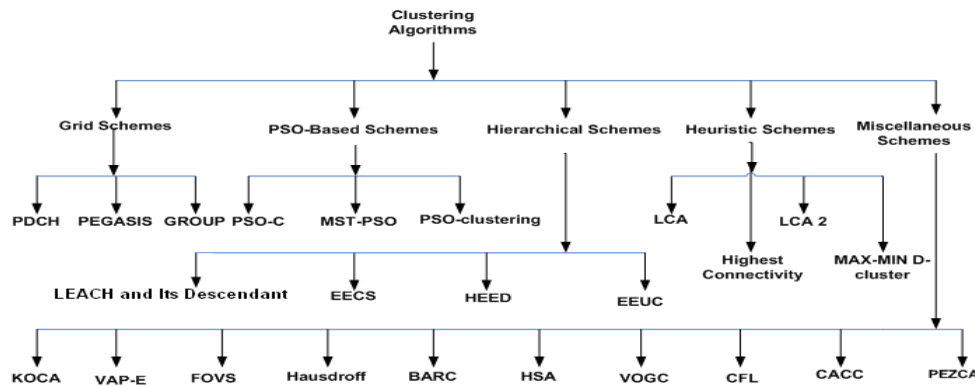 Clustering
Algorithms
Grid Schemes
PSO-Based Schemes
Hierarchical Schemes
Heuristic Schemes
Miscellaneous
Schemes
PDCH
PEGASIS
GROUP
PSO-C
MST-PSO
PSO-clustering
LCA
LCA 2
Highest
Connectivity
MAX-MIN D-
cluster
LEACH and Its Descendant
EECS
HEED
EEUC
KOCA
VAP-E
FOVS
Hausdroff
BARC
HSA
VOGC
CFL
CACC
PEZCA